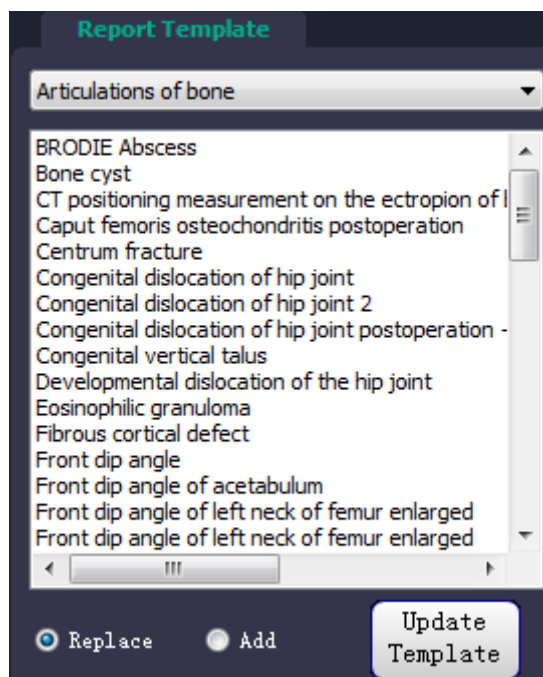 Report Template
Articulations of bone
BRODIE Abscess
Bone cyst
CT positioning measurement on the ectropion of
Caput femoris osteochondritis postoperation
Centrum fracture
Congenital dislocation of hip joint
Congenital dislocation of hip joint 2
Congenital dislocation of hip joint postoperation -
Congenital vertical talus
Developmental dislocation of the hip joint
Eosinophilic granuloma
Fibrous cortical defect
Front dip angle
Front dip angle of acetabulum
Front dip angle of left neck of femur enlarged
Front dip angle of left neck of femur enlarged
Replace
Add
Update
Template